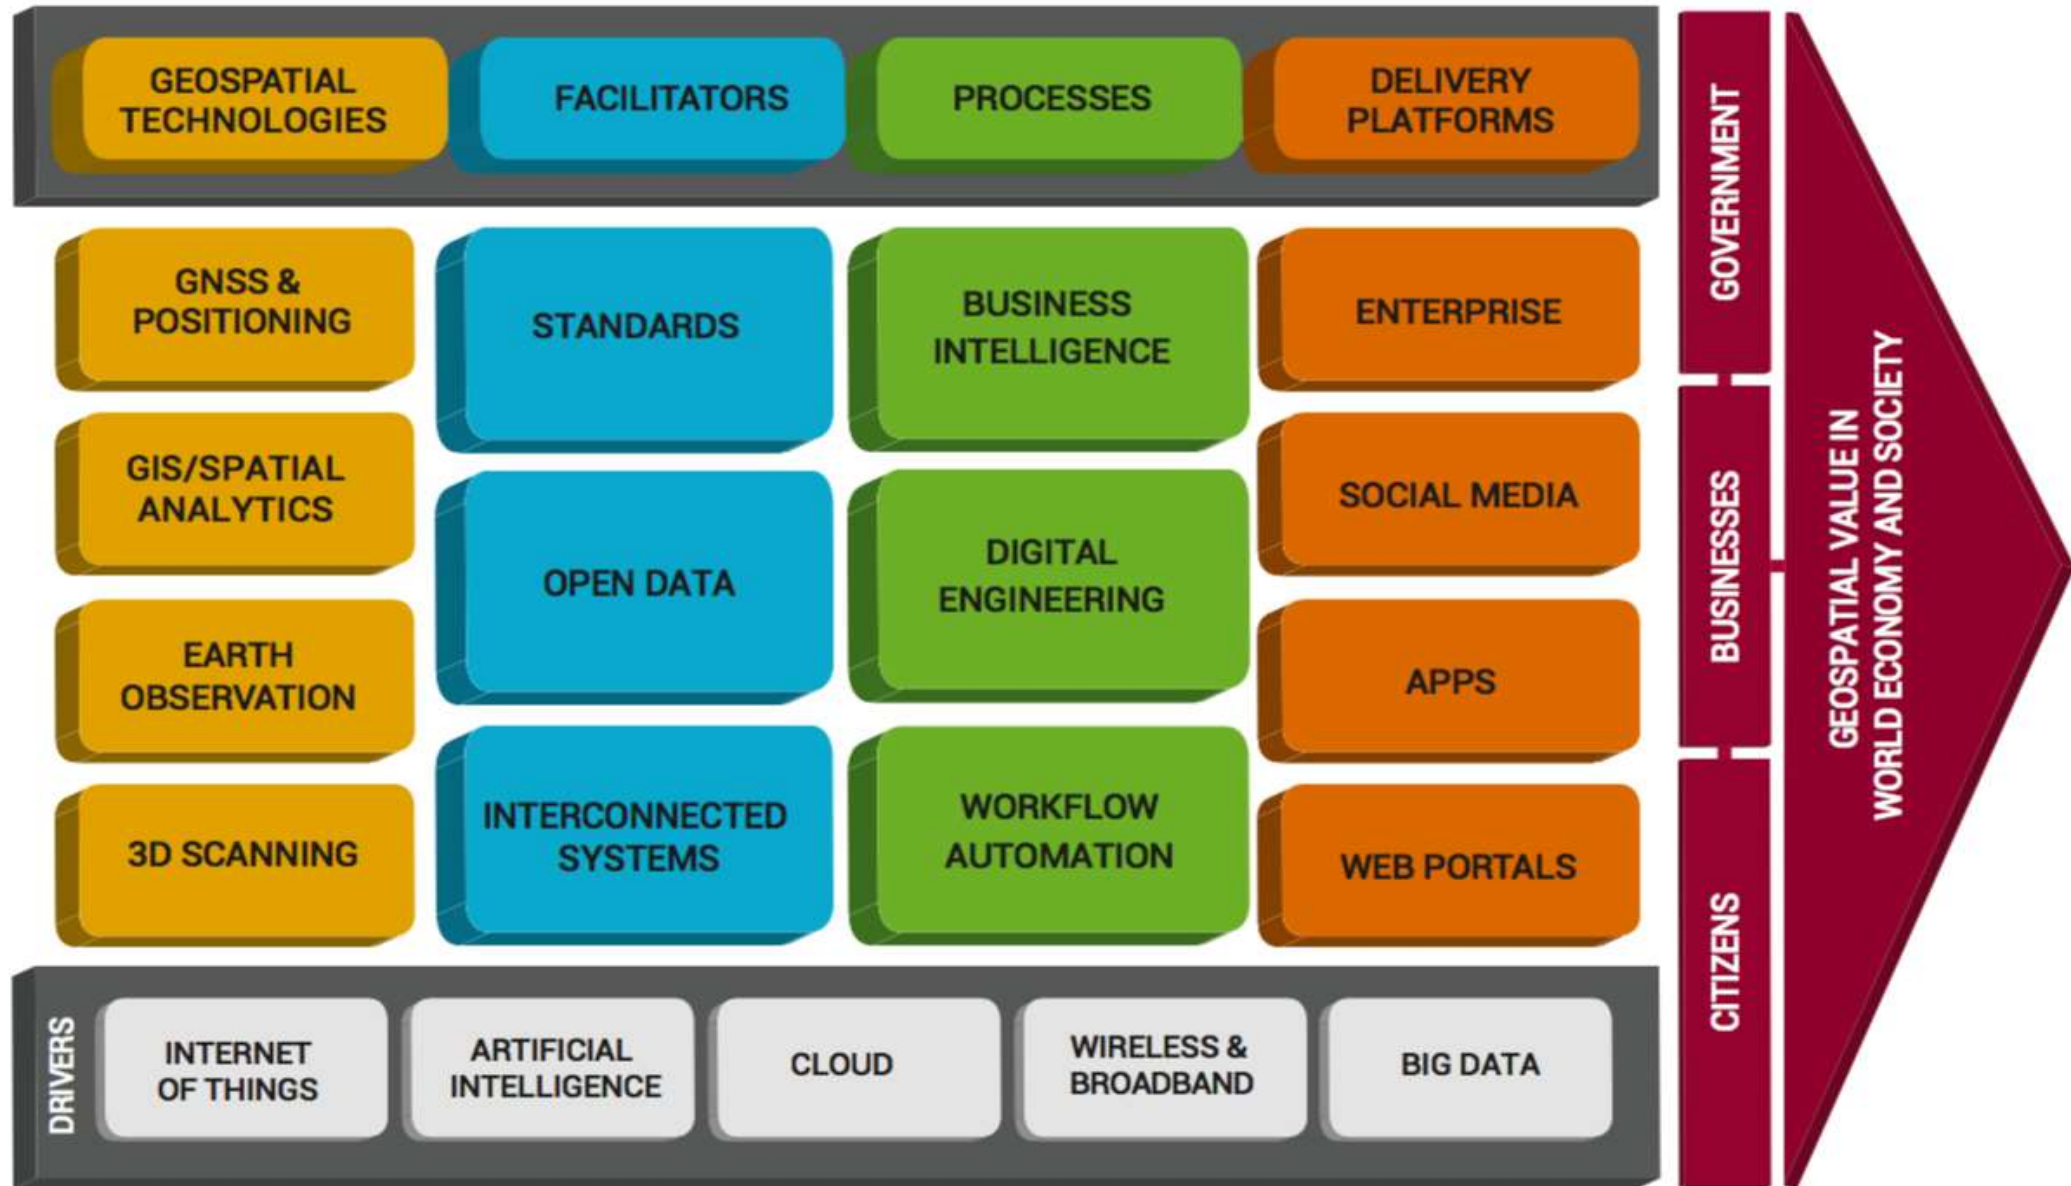 GEOSPATIAL
TECHNOLOGIES
FACILITATORS
PROCESSES
DELIVERY
PLATFORMS
GNSS &
POSITIONING
GIS/SPATIAL
ANALYTICS
EARTH
OBSERVATION
3D SCANNING
STANDARDS
OPEN DATA
INTERCONNECTED
SYSTEMS
BUSINESS
INTELLIGENCE
DIGITAL
ENGINEERING
WORKFLOW
AUTOMATION
ENTERPRISE
SOCIAL MEDIA
APPS
WEB PORTALS
DRIVERS
INTERNET
OF THINGS
ARTIFICIAL
INTELLIGENCE
CLOUD
WIRELESS &
BROADBAND
BIG DATA
GOVERNMENT
BUSINESSES
CITIZENS
GEOSPATIAL VALUE IN
WORLD ECONOMY AND SOCIETY